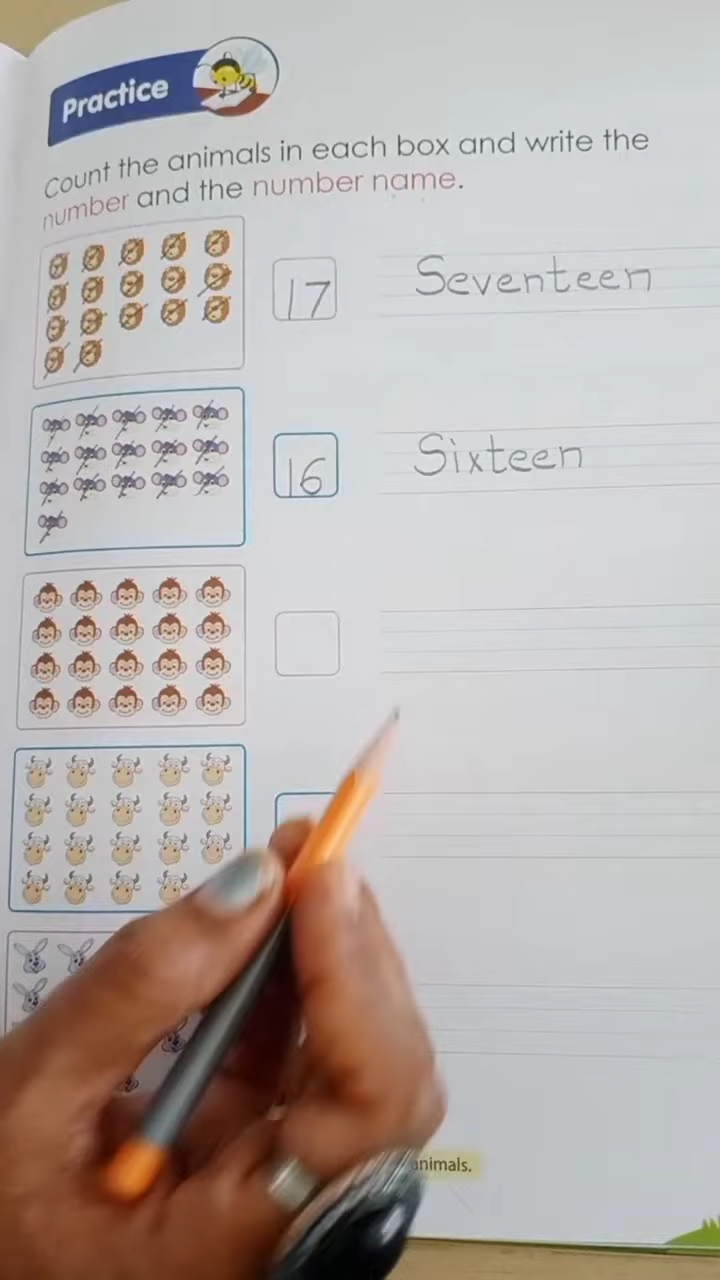 Practice
Count the animals in each box and write the
number and the number name.
17 Seventeen
16 Sixteen
animals.